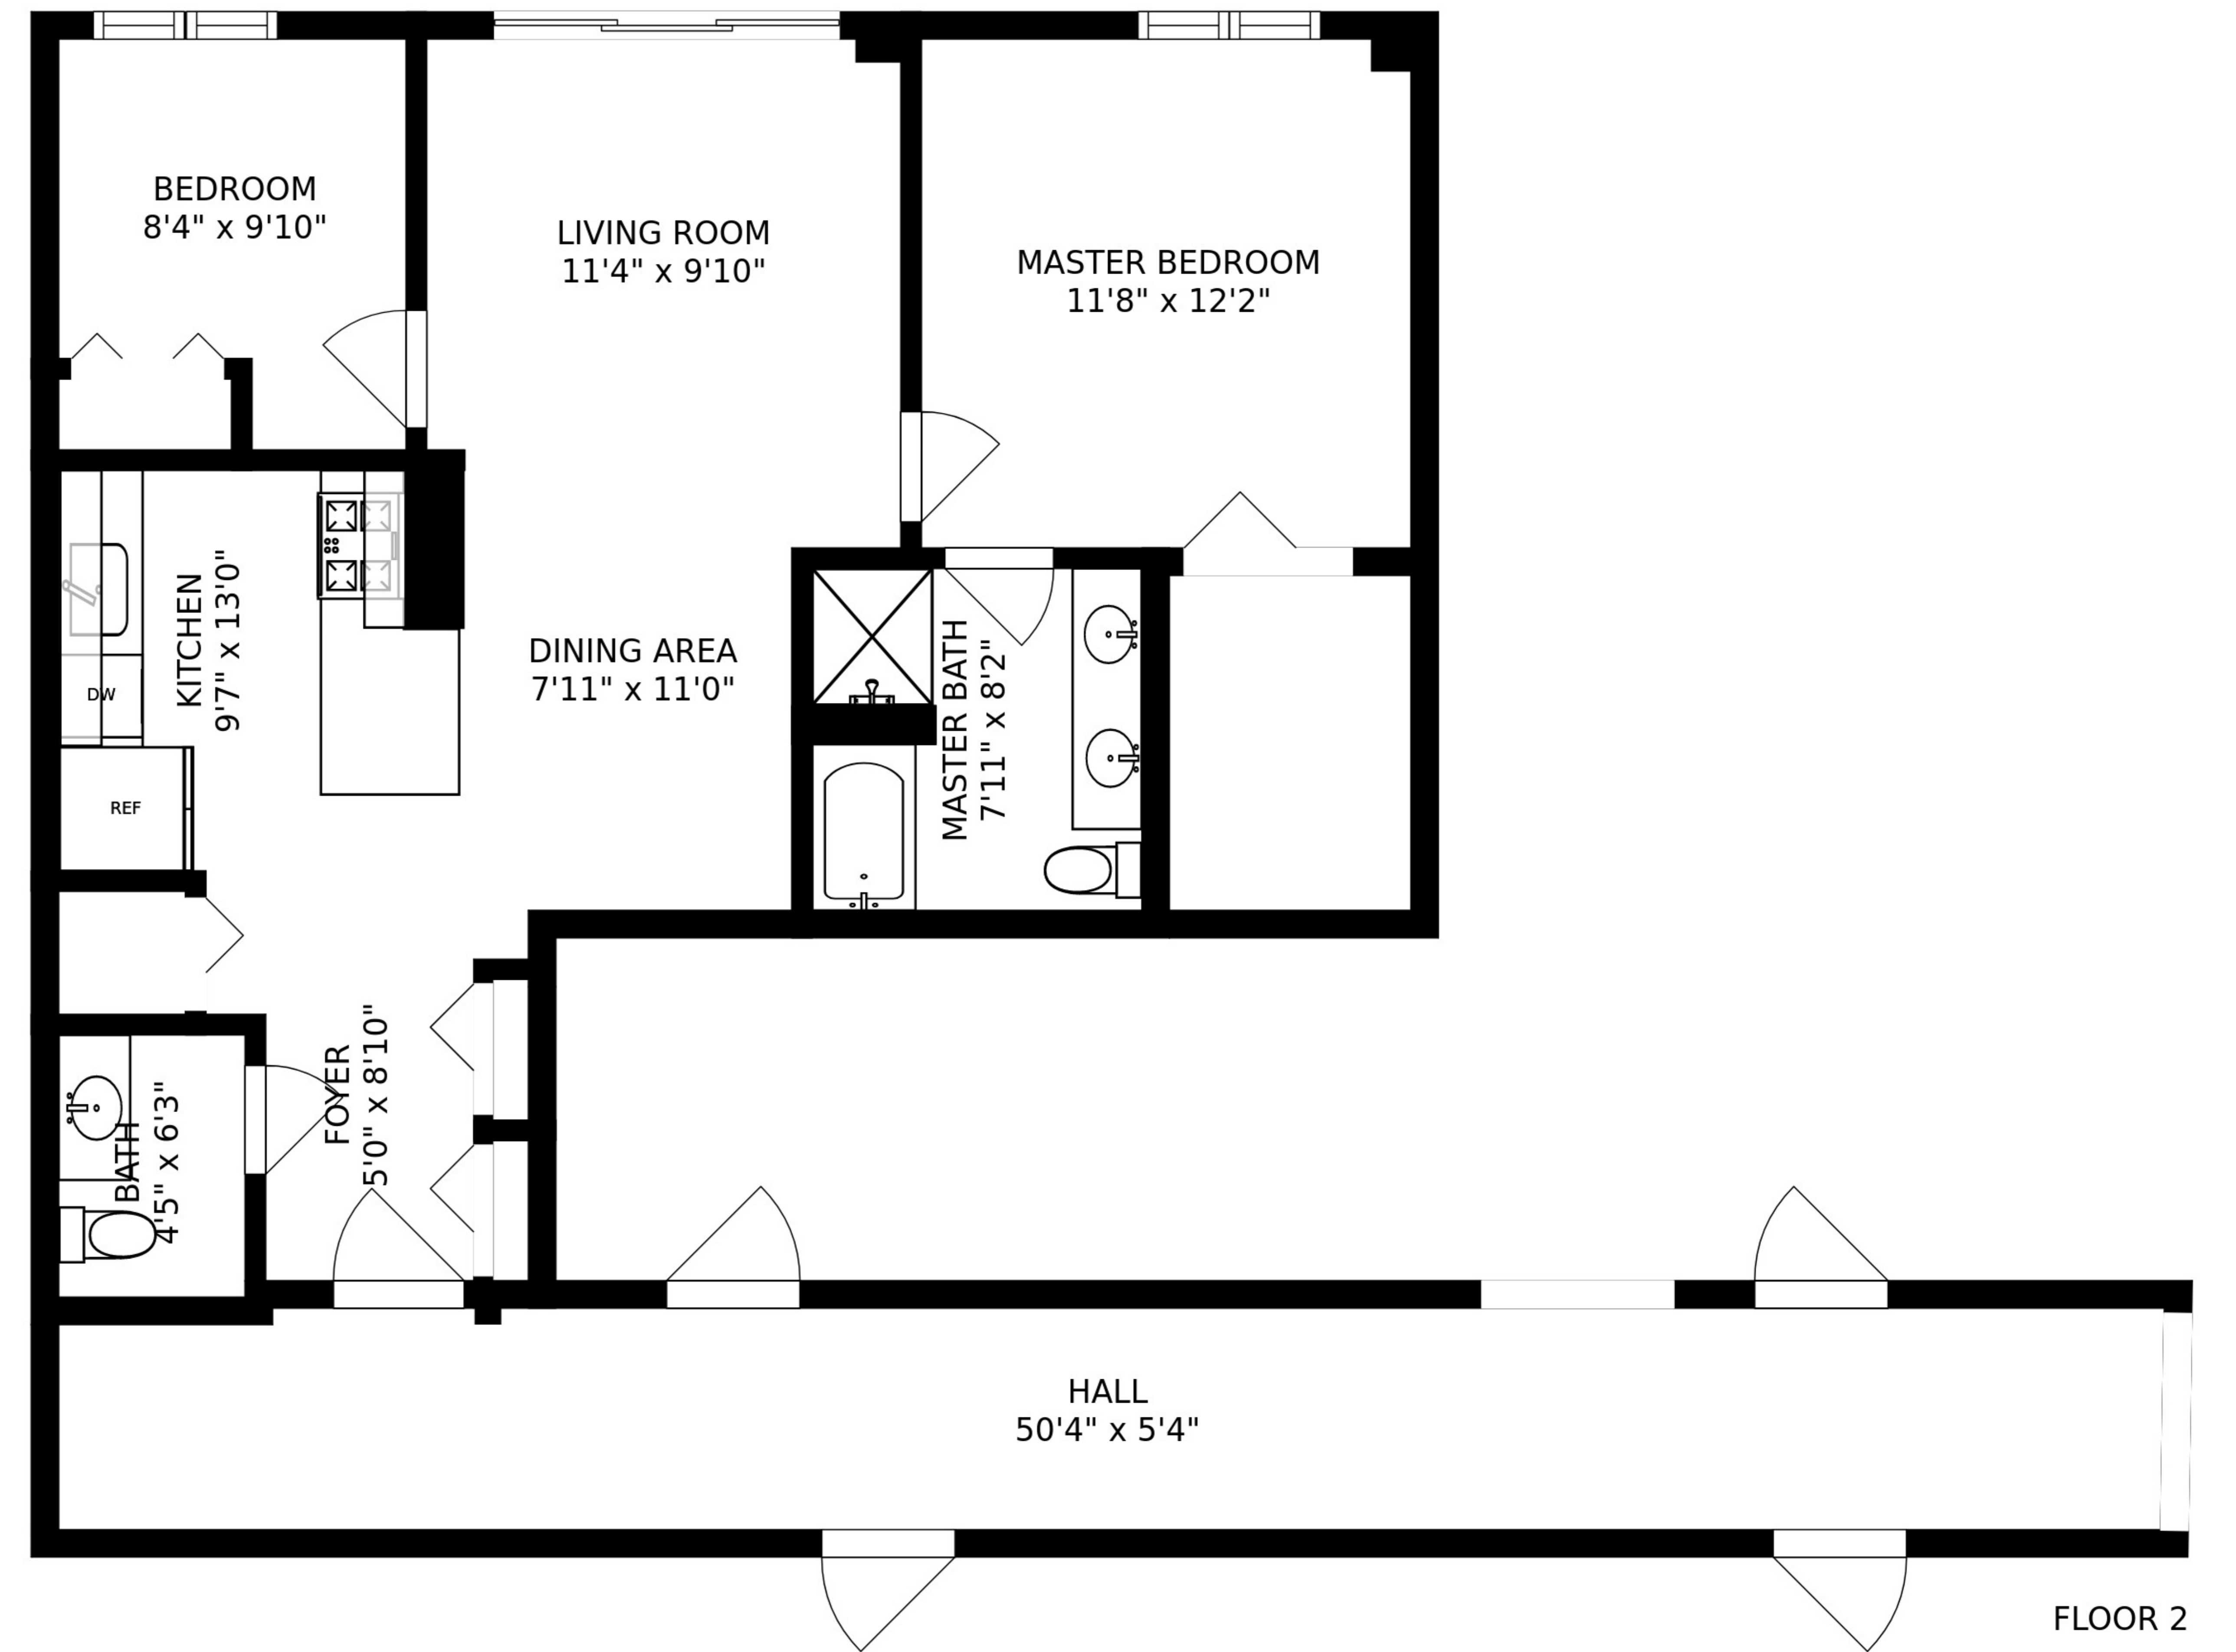 BEDROOM
8'4" x 9'10"
LIVING ROOM
11'4" x 9'10"
MASTER BEDROOM
11'8" x 12'2"
KITCHEN
9'7" x 13'0"
DW
REF
DINING AREA
7'11" x 11'0"
MASTER BATH
7'11" x 8'2"
FOYER
5'0" x 8'10"
BATH
4'5" x 6'3"
HALL
50'4" x 5'4"
FLOOR 2